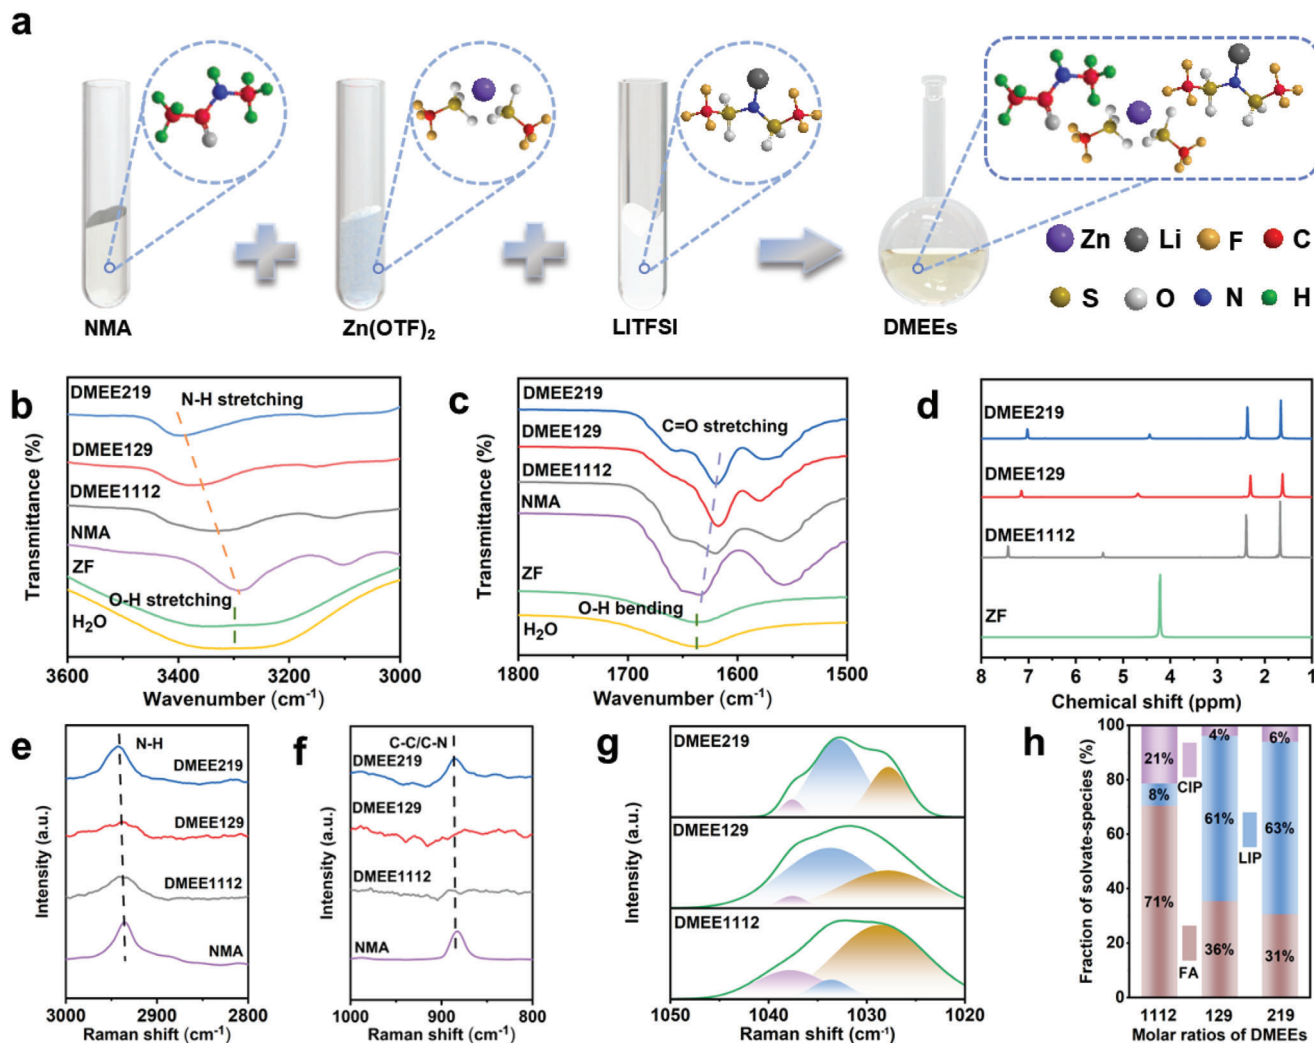 a
Zn Li F C
S O N H
NMA
Zn(OTF)2
LITFSI
DMEEs
b
DMEE219
N-H stretching
DMEE129
DMEE1112
NMA
ZF
O-H stretching
H2O
Transmittance (%)
3600 3400 3200 3000
Wavenumber (cm-1)
c
DMEE219
C=O stretching
DMEE129
DMEE1112
NMA
ZF
O-H bending
H2O
Transmittance (%)
1800 1700 1600 1500
Wavenumber (cm-1)
d
DMEE219
DMEE129
DMEE1112
ZF
8 7 6 5 4 3 2 1
Chemical shift (ppm)
e
N-H
DMEE219
DMEE129
DMEE1112
NMA
Intensity (a.u.)
3000 2900 2800
Raman shift (cm-1)
f
C-C/C-N
DMEE219
DMEE129
DMEE1112
NMA
Intensity (a.u.)
1000 900 800
Raman shift (cm-1)
g
DMEE219
DMEE129
DMEE1112
Intensity (a.u.)
1050 1040 1030 1020
Raman shift (cm-1)
h
Fraction of solvate-species (%)
100
80
60
40
20
0
21%
8%
71%
CIP
FA
4%
61%
36%
LIP
6%
63%
31%
1112 129 219
Molar ratios of DMEEs